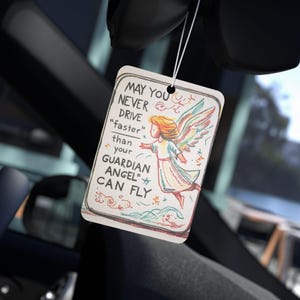 MAY YOU
NEVER
DRIVE
"faster"
than
your
GUARDIAN
ANGEL"
CAN FLY